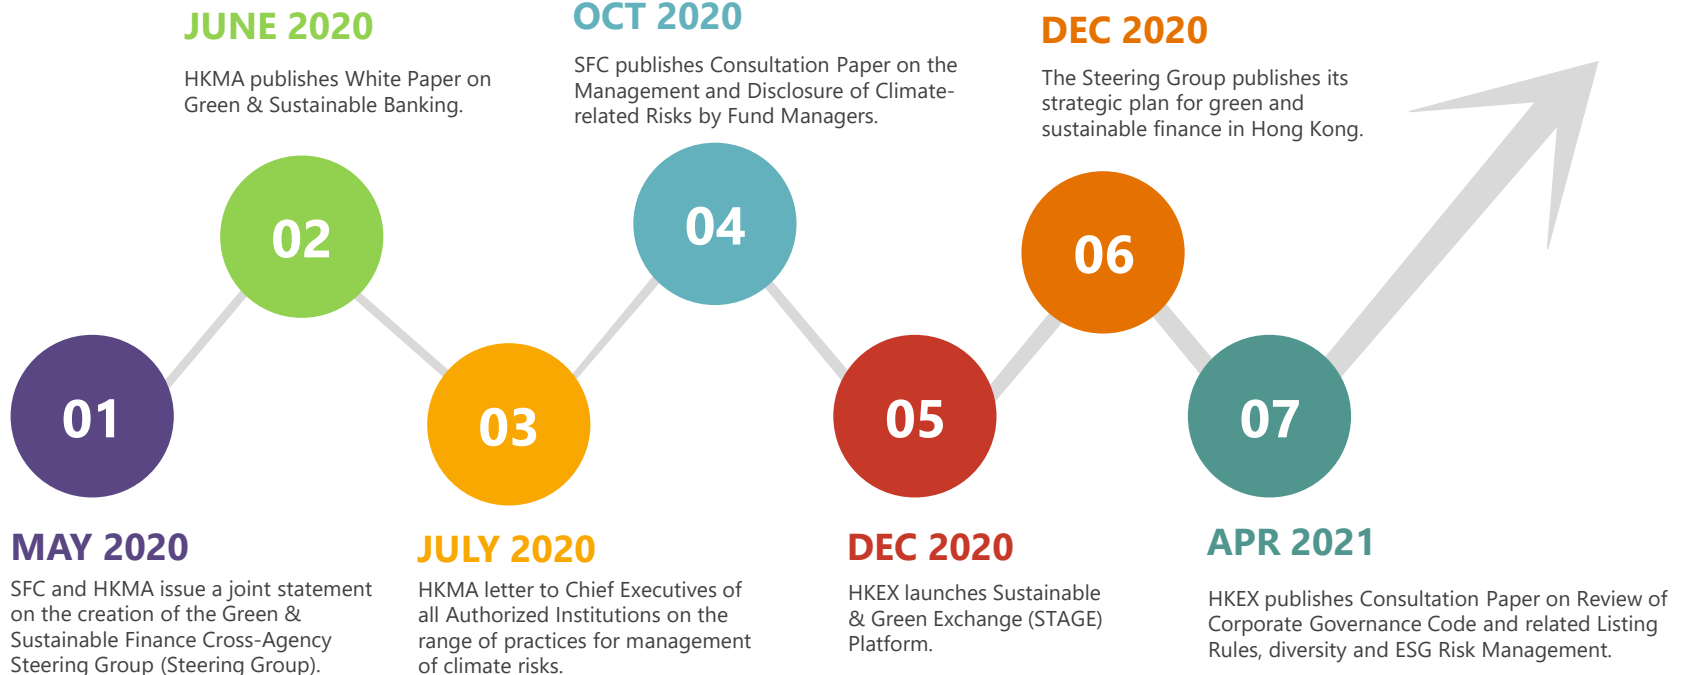 JUNE 2020
HKMA publishes White Paper on
Green & Sustainable Banking.
OCT 2020
SFC publishes Consultation Paper on the
Management and Disclosure of Climate-
related Risks by Fund Managers.
DEC 2020
The Steering Group publishes its
strategic plan for green and
sustainable finance in Hong Kong.
01
02
03
04
05
06
07
MAY 2020
SFC and HKMA issue a joint statement
on the creation of the Green &
Sustainable Finance Cross-Agency
Steering Group (Steering Group).
JULY 2020
HKMA letter to Chief Executives of
all Authorized Institutions on the
range of practices for management
of climate risks.
DEC 2020
HKEX launches Sustainable
& Green Exchange (STAGE)
Platform.
APR 2021
HKEX publishes Consultation Paper on Review of
Corporate Governance Code and related Listing
Rules, diversity and ESG Risk Management.